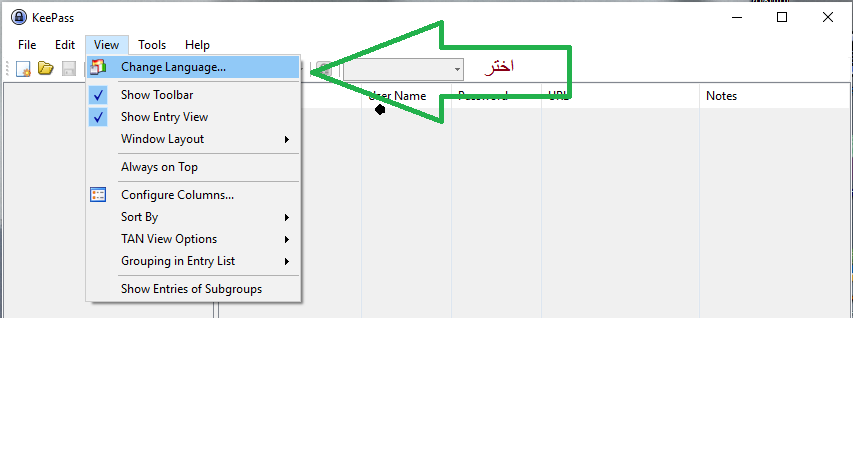 KeePass
File Edit View Tools Help
Change Language...
اختر
Show Toolbar
Show Entry View
Window Layout
Always on Top
Configure Columns...
Sort By
TAN View Options
Grouping in Entry List
Show Entries of Subgroups
User Name Password URL Notes